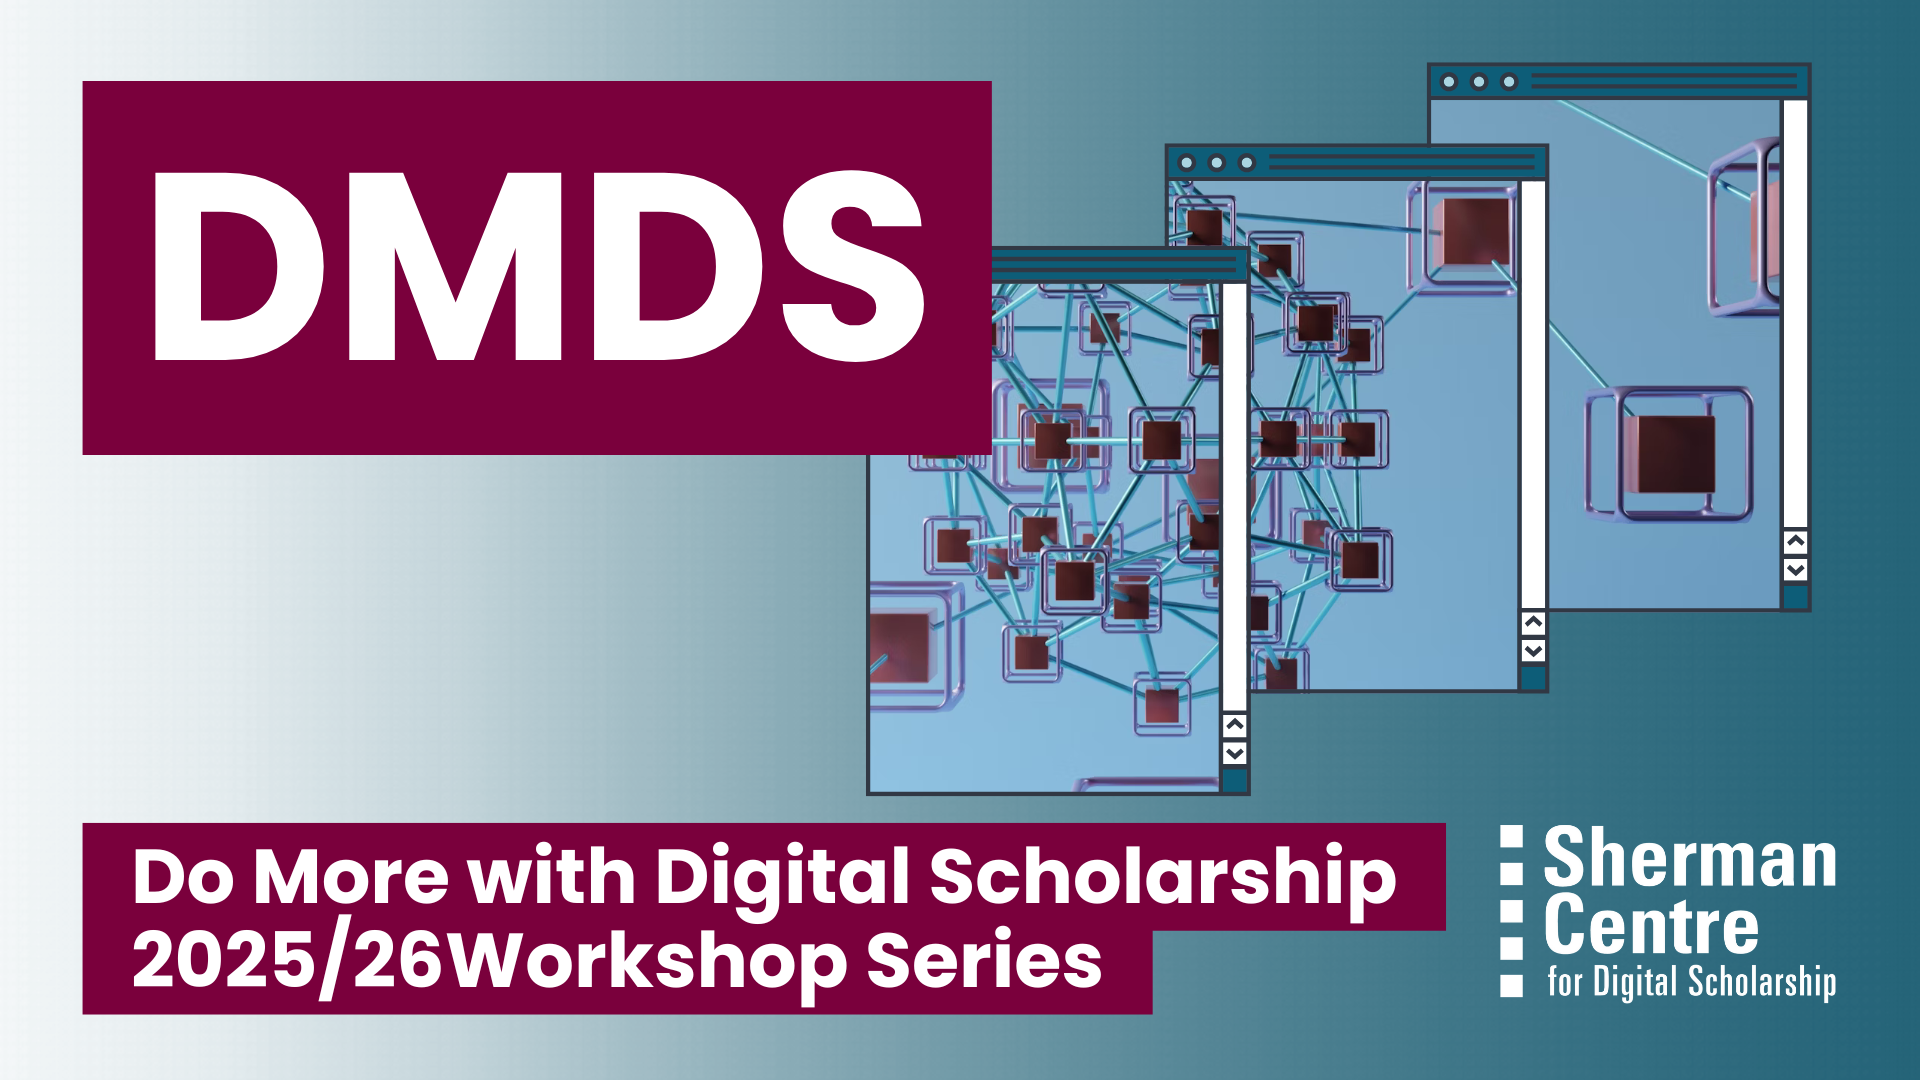 DMDS
Do More with Digital Scholarship
2025/26Workshop Series
Sherman
Centre
for Digital Scholarship